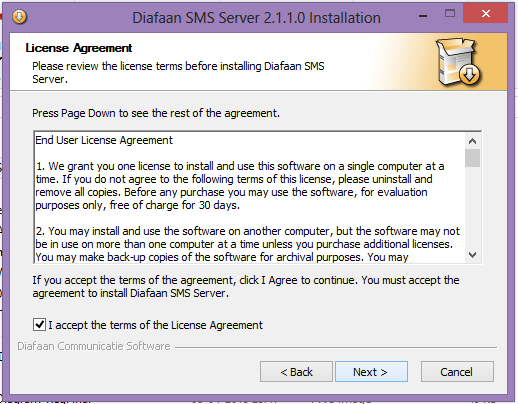 Diafaan SMS Server 2.1.1.0 Installation
License Agreement
Please review the license terms before installing Diafaan SMS
Server.
Press Page Down to see the rest of the agreement.
End User License Agreement
1. We grant you one license to install and use this software on a single computer at a
time. If you do not agree to the following terms of this license, please uninstall and
remove all copies. Before any purchase you may use the software, for evaluation
purposes only, free of charge for 30 days.
2. You may install and use the software on another computer, but the software may not
be in use on more than one computer at a time unless you purchase additional licenses.
You may make back-up copies of the software for archival purposes. You may
If you accept the terms of the agreement, click I Agree to continue. You must accept the
agreement to install Diafaan SMS Server.
I accept the terms of the License Agreement
Diafaan Communicatie Software
< Back
Next >
Cancel